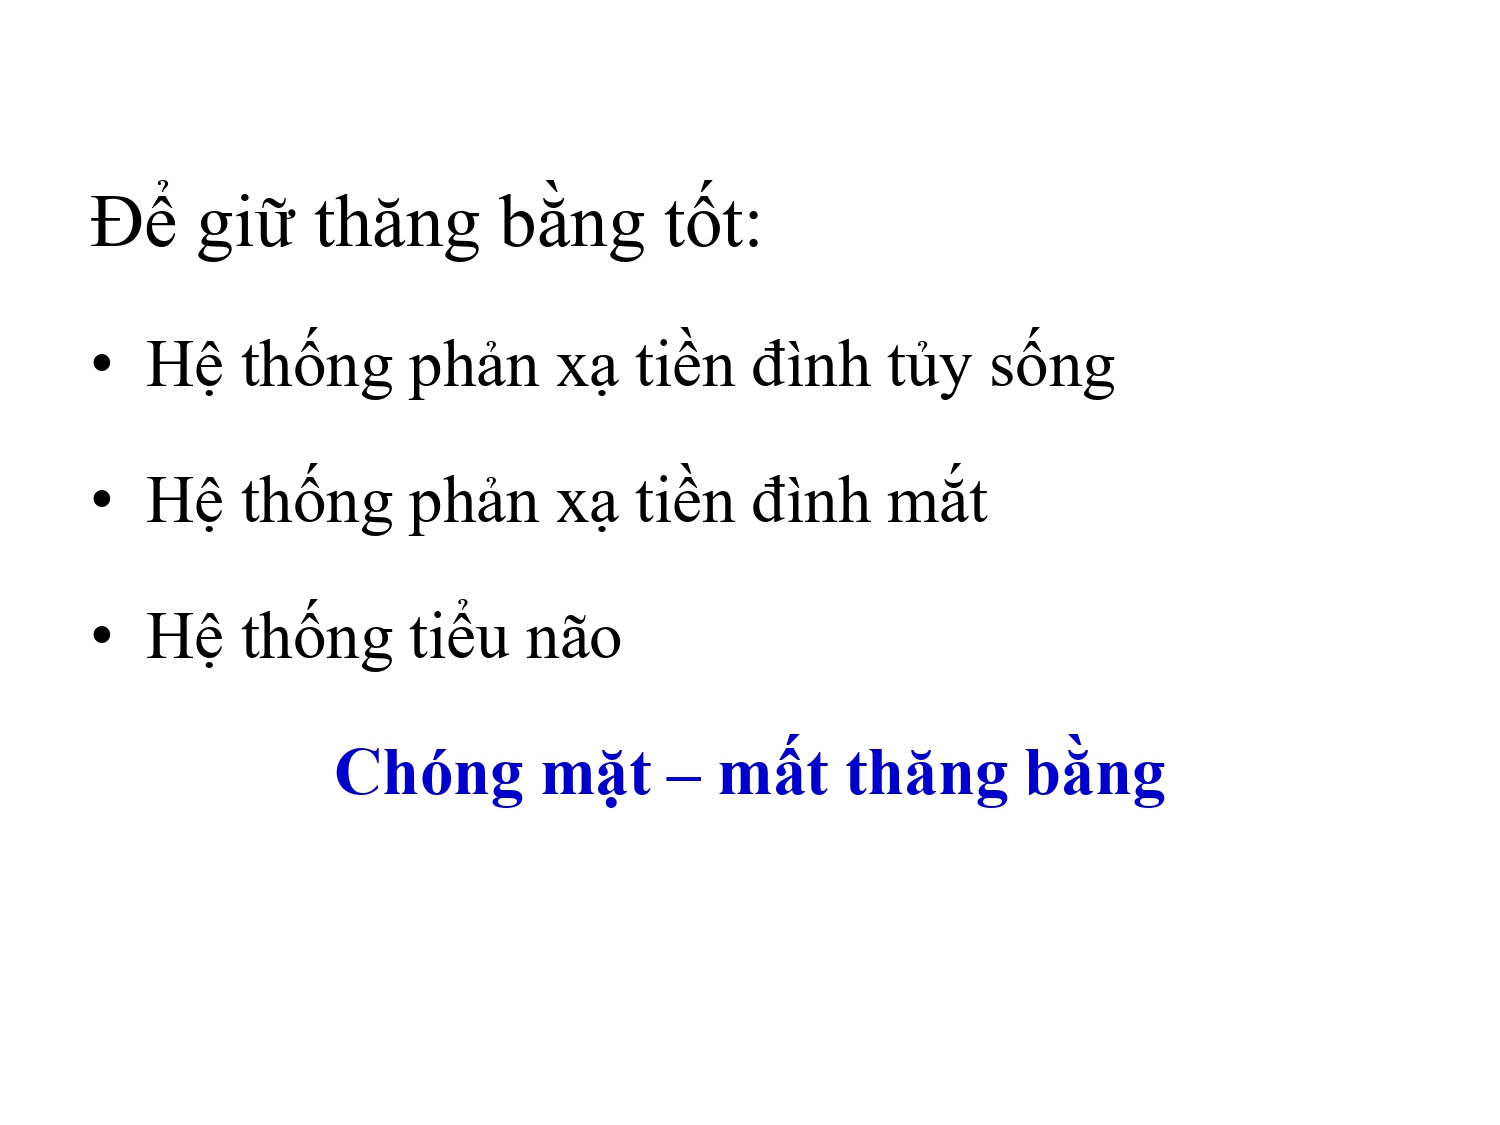 Để giữ thăng bằng tốt:
• Hệ thống phản xạ tiền đình tủy sống
• Hệ thống phản xạ tiền đình mắt
• Hệ thống tiểu não
Chóng mặt – mất thăng bằng